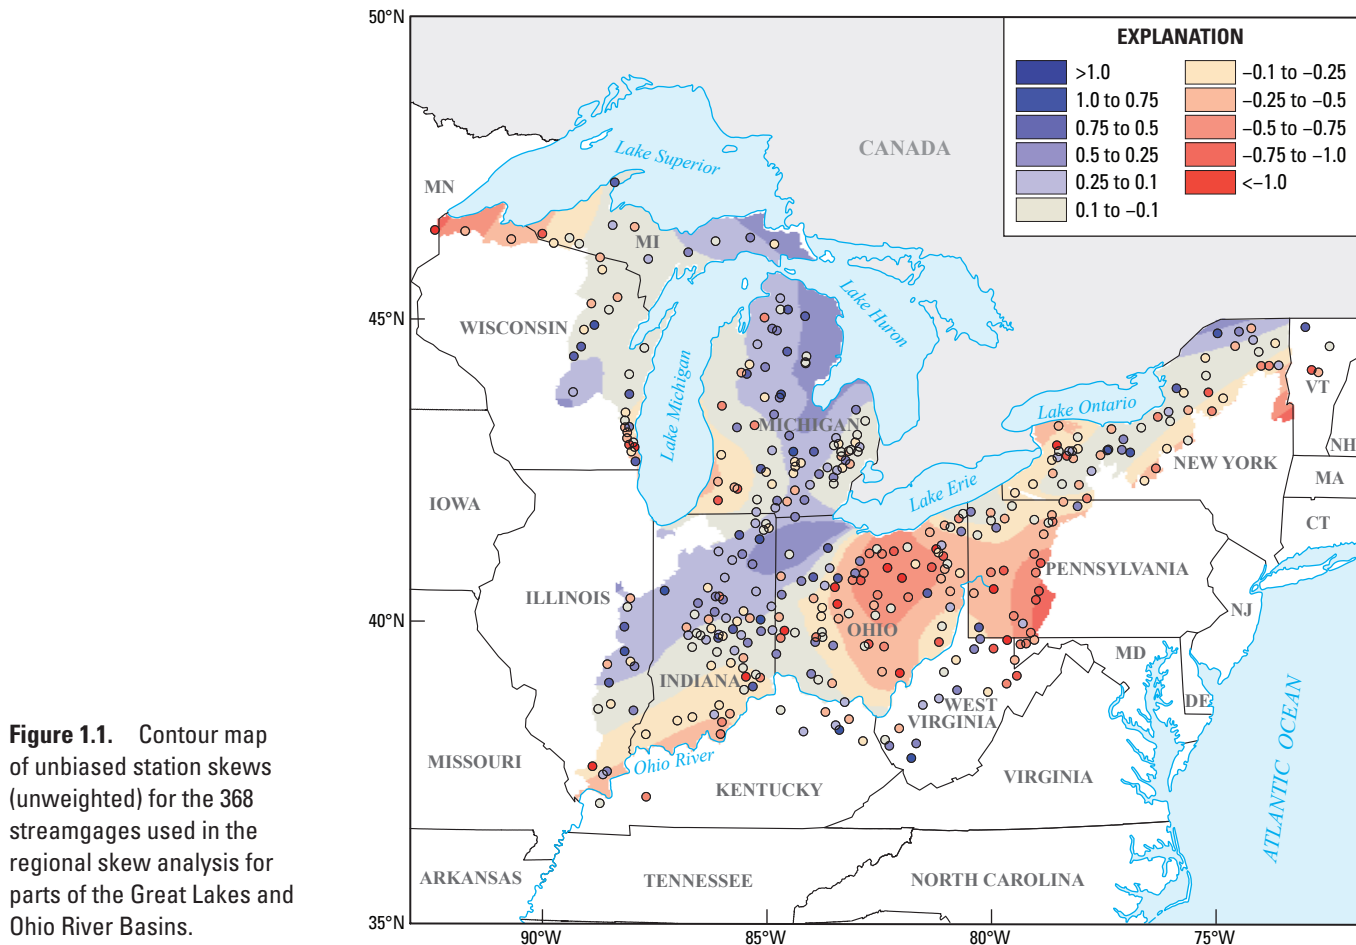 50°N
45°N
40°N
35°N
90°W
85°W
80°W
75°W
EXPLANATION
>1.0
1.0 to 0.75
0.75 to 0.5
0.5 to 0.25
0.25 to 0.1
0.1 to −0.1
−0.1 to −0.25
−0.25 to −0.5
−0.5 to −0.75
−0.75 to −1.0
<−1.0
CANADA
Lake Superior
MN
MI
Lake Huron
WISCONSIN
Lake Michigan
MICHIGAN
Lake Ontario
VT
NH
NEW YORK
MA
Lake Erie
IOWA
CT
PENNSYLVANIA
ILLINOIS
NJ
OHIO
MD
INDIANA
DE
WEST
VIRGINIA
MISSOURI
Ohio River
KENTUCKY
VIRGINIA
ATLANTIC OCEAN
ARKANSAS
TENNESSEE
NORTH CAROLINA
Figure 1.1. Contour map
of unbiased station skews
(unweighted) for the 368
streamgages used in the
regional skew analysis for
parts of the Great Lakes and
Ohio River Basins.